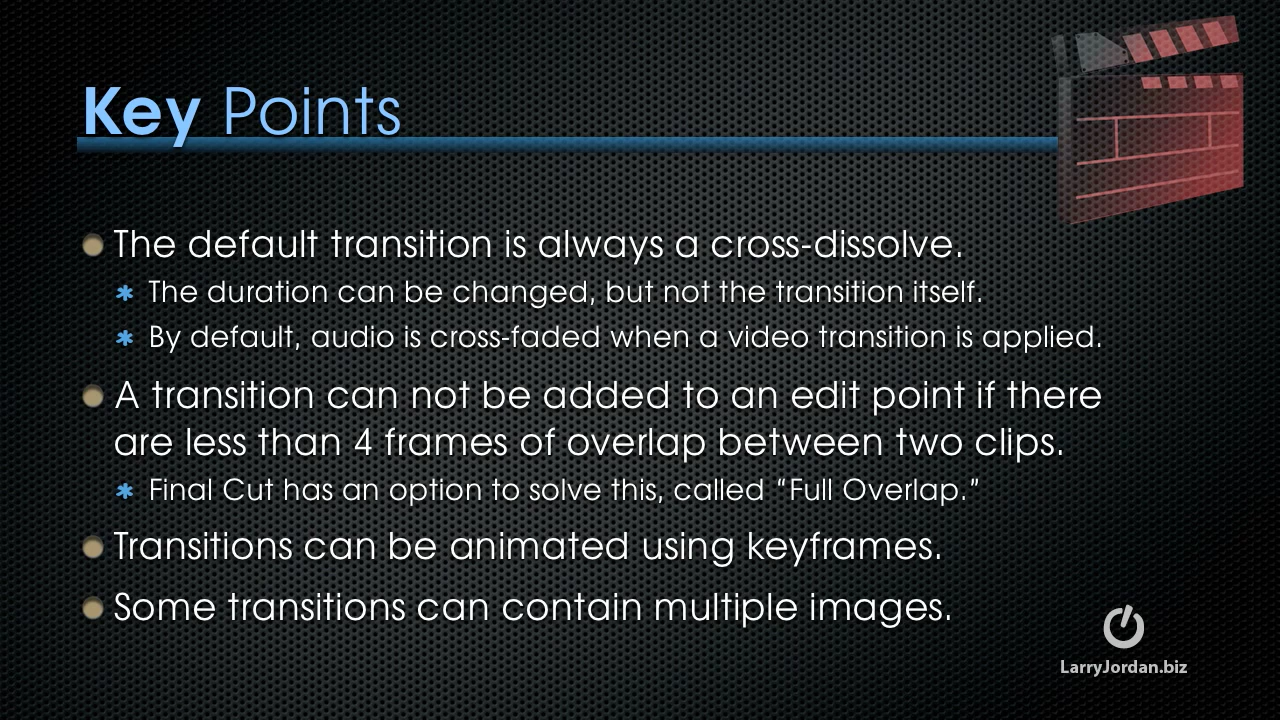 Key Points
The default transition is always a cross-dissolve.
The duration can be changed, but not the transition itself.
By default, audio is cross-faded when a video transition is applied.
A transition can not be added to an edit point if there
are less than 4 frames of overlap between two clips.
Final Cut has an option to solve this, called “Full Overlap.”
Transitions can be animated using keyframes.
Some transitions can contain multiple images.
LarryJordan.biz